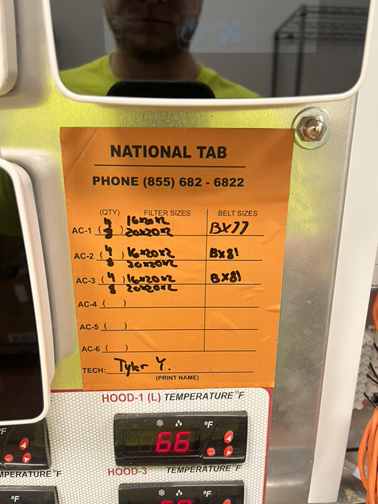 NATIONAL TAB
PHONE (855) 682 - 6822
(QTY) FILTER SIZES BELT SIZES
AC-1 (4) 16x20x2 BX77
8 20x20x2
AC-2 (4) 16x20x2 BX81
8 20x20x2
AC-3 (4) 16x20x2 BX81
8 20x20x2
AC-4 ( )
AC-5 ( )
AC-6 ( )
TECH: Tyler Y.
(PRINT NAME)
HOOD-1 (L) TEMPERATURE °F
°F
66
HOOD-3 TEMPERATURE °F
TEMPERATURE °F
°F
°F